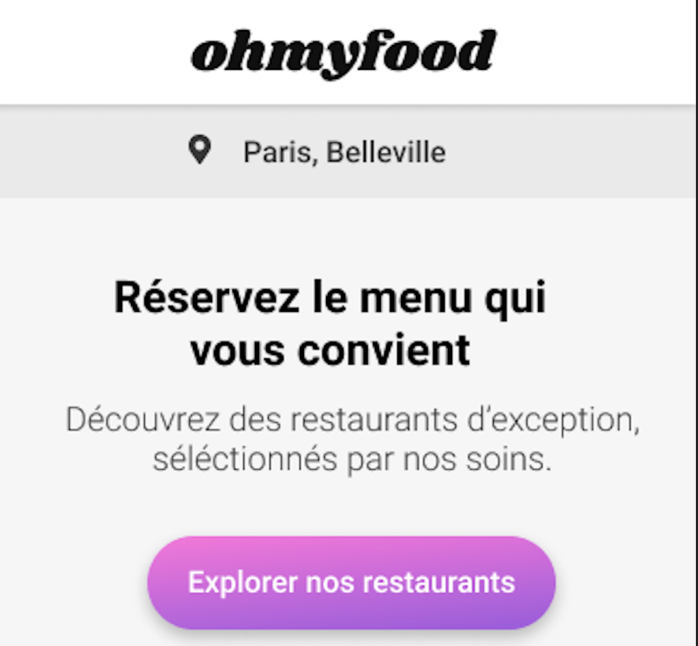 ohmyfood
Paris, Belleville
Réservez le menu qui
vous convient
Découvrez des restaurants d’exception,
séléctionnés par nos soins.
Explorer nos restaurants